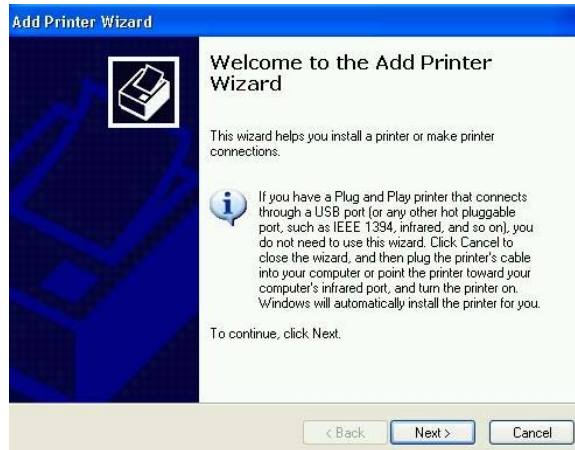 Add Printer Wizard
Welcome to the Add Printer
Wizard
This wizard helps you install a printer or make printer
connections.
If you have a Plug and Play printer that connects
through a USB port (or any other hot pluggable
port, such as IEEE 1394, infrared, and so on), you
do not need to use this wizard. Click Cancel to
close the wizard, and then plug the printer's cable
into your computer or point the printer toward your
computer's infrared port, and turn the printer on.
Windows will automatically install the printer for you.
To continue, click Next.
< Back Next > Cancel